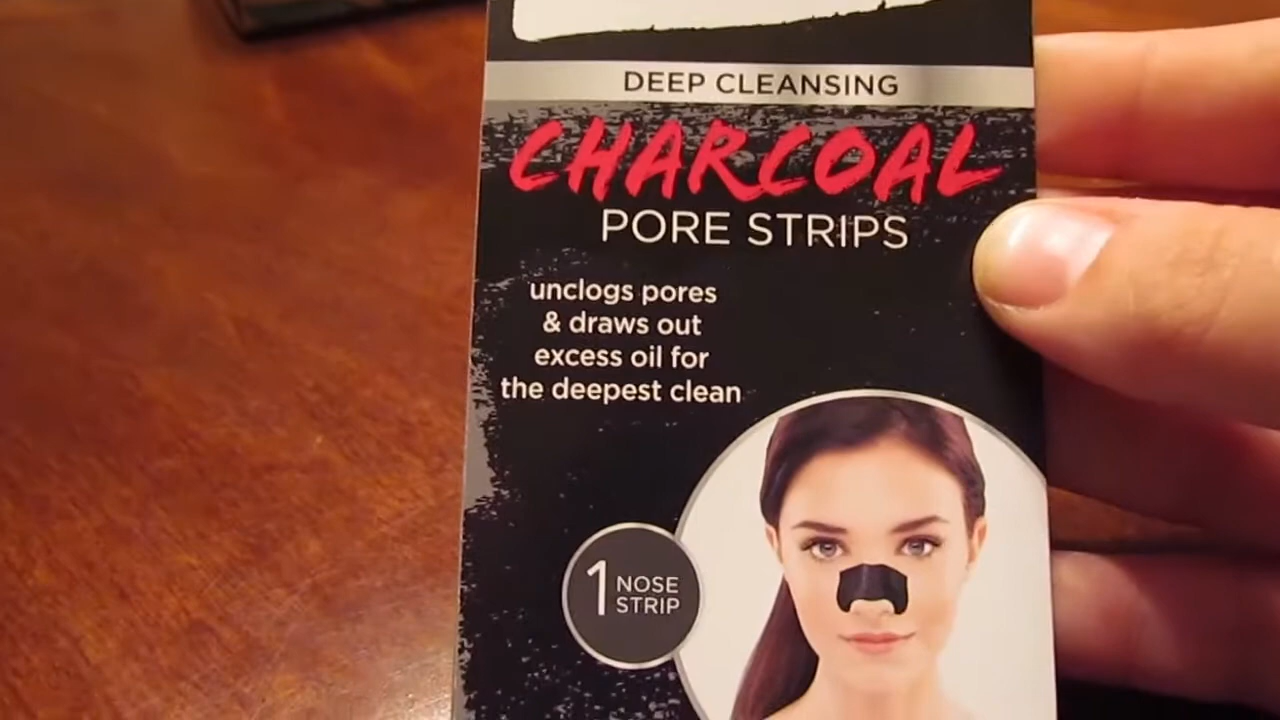 DEEP CLEANSING
CHARCOAL
PORE STRIPS
unclogs pores
& draws out
excess oil for
the deepest clean
1 NOSE
STRIP